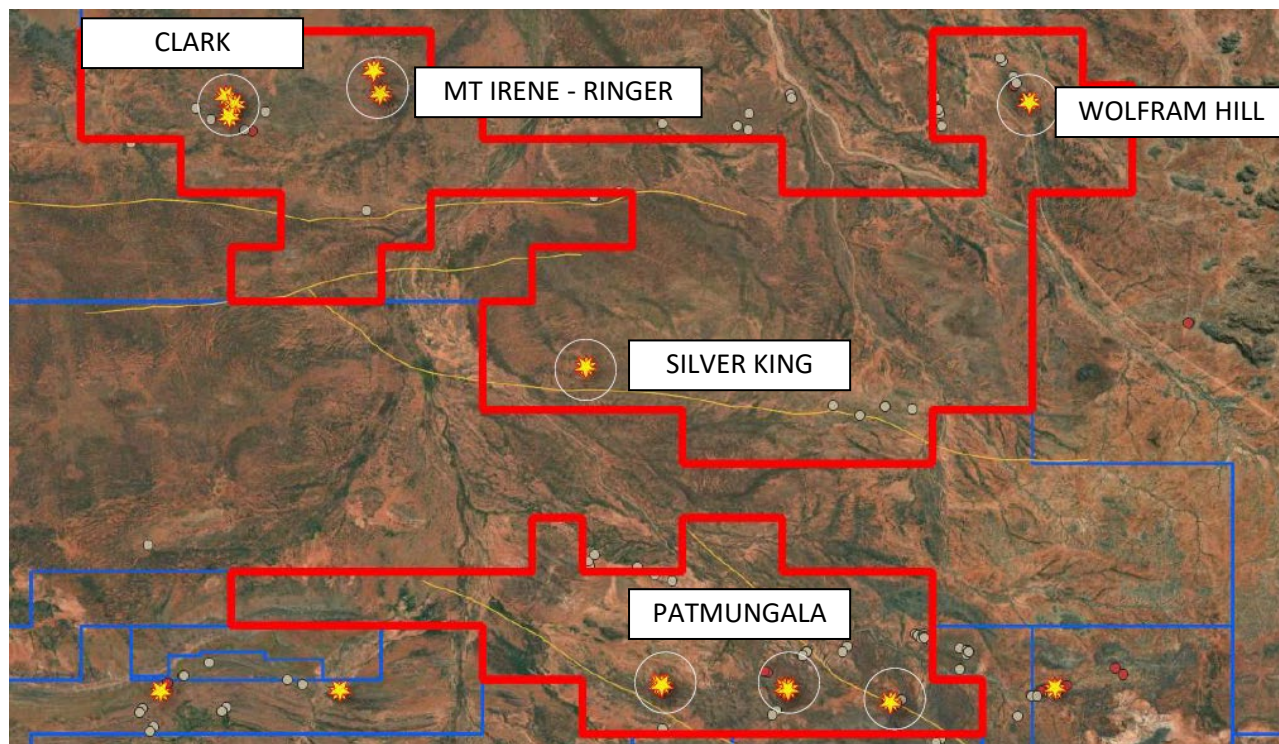 CLARK
MT IRENE - RINGER
WOLFRAM HILL
SILVER KING
PATMUNGALA